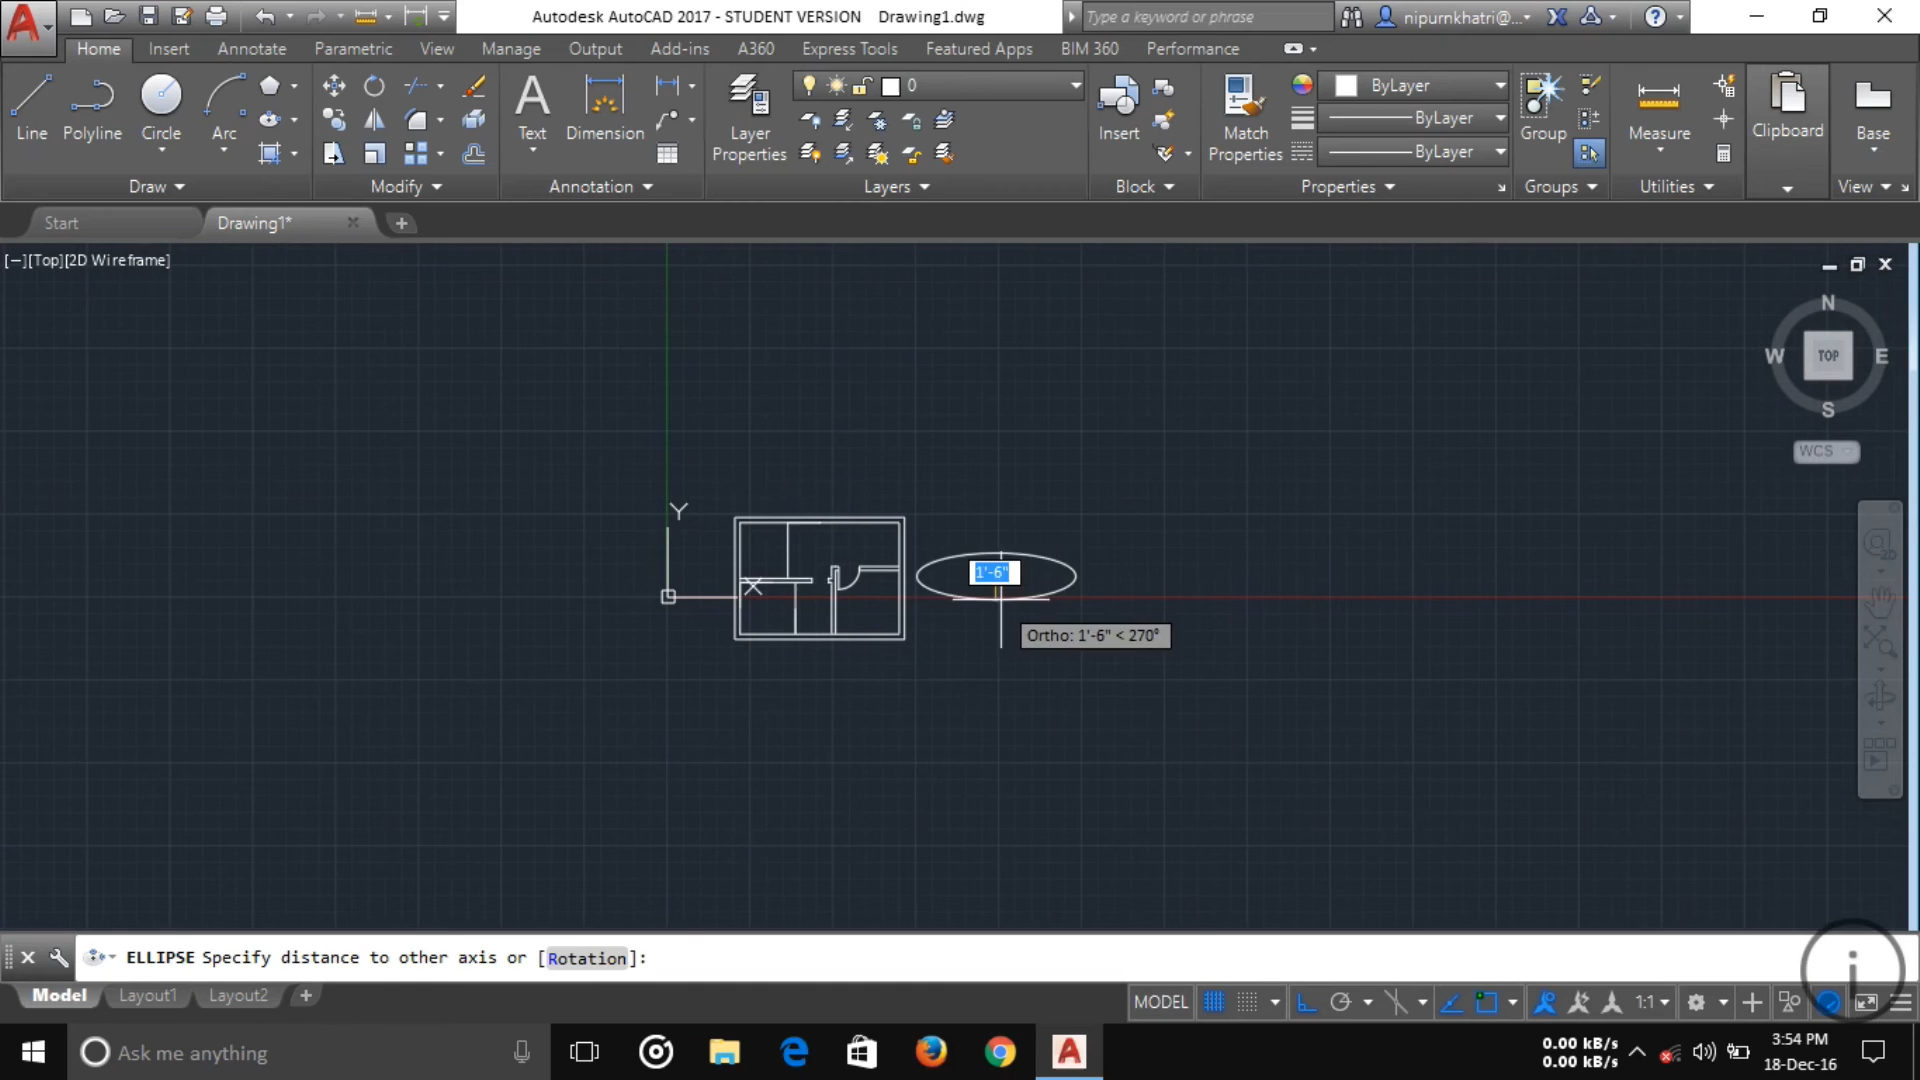 Autodesk AutoCAD 2017 - STUDENT VERSION Drawing1.dwg
Type a keyword or phrase
nipurnkhatri@...
Home Insert Annotate Parametric View Manage Output Add-ins A360 Express Tools Featured Apps BIM 360 Performance
0
ByLayer
ByLayer
ByLayer
Line Polyline Circle Arc
Text Dimension
Layer Properties
Insert
Match Properties
Group
Measure
Clipboard
Base
Draw Modify Annotation Layers Block Properties Groups Utilities View
Start Drawing1*
[−][Top][2D Wireframe]
N
W TOP E
S
WCS
Y
1'-6"
Ortho: 1'-6" < 270°
2D
ELLIPSE Specify distance to other axis or [Rotation]:
Model Layout1 Layout2
MODEL
1:1
i
Ask me anything
0.00 kB/s
0.00 kB/s
3:54 PM
18-Dec-16